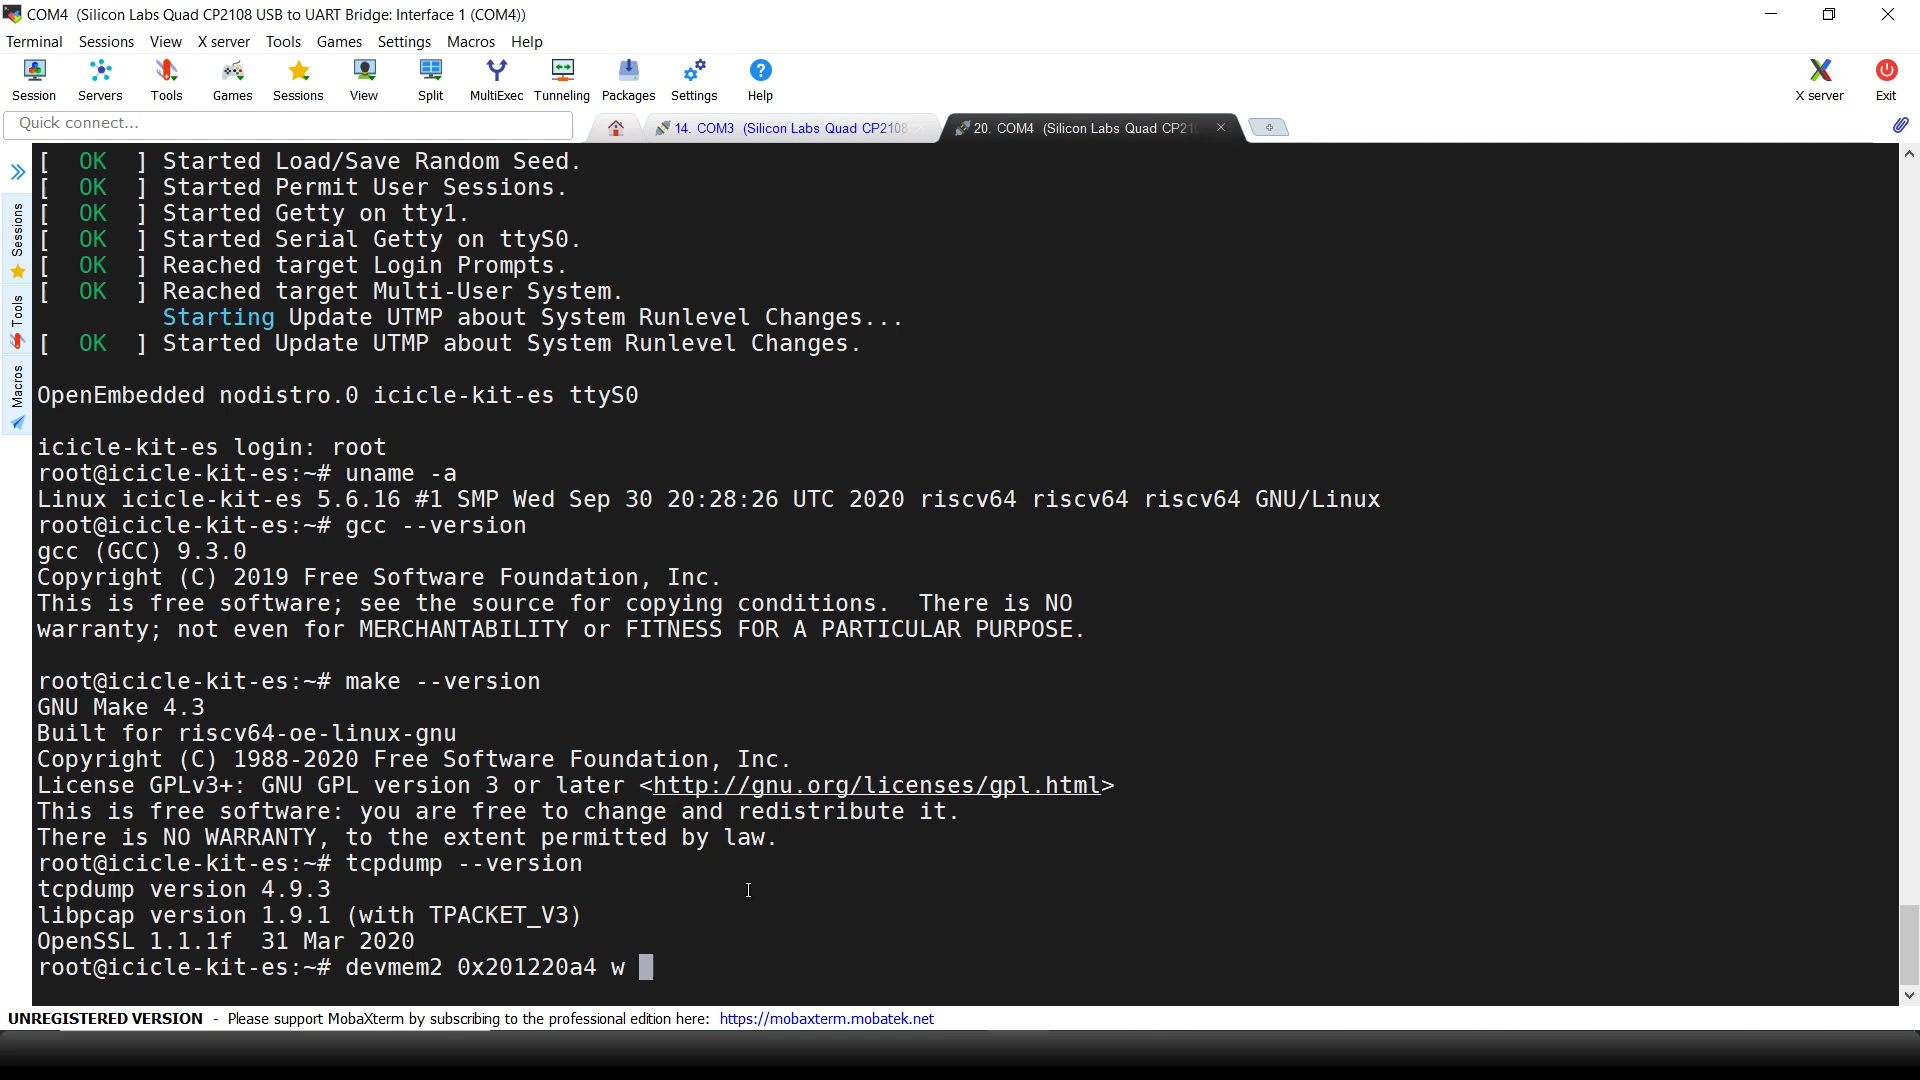 COM4 (Silicon Labs Quad CP2108 USB to UART Bridge: Interface 1 (COM4))
Terminal Sessions View X server Tools Games Settings Macros Help
Session Servers Tools Games Sessions View Split MultiExec Tunneling Packages Settings Help X server Exit
Quick connect...
14. COM3 (Silicon Labs Quad CP2108
20. COM4 (Silicon Labs Quad CP21
Sessions
Tools
Macros
[ OK ] Started Load/Save Random Seed.
[ OK ] Started Permit User Sessions.
[ OK ] Started Getty on tty1.
[ OK ] Started Serial Getty on ttyS0.
[ OK ] Reached target Login Prompts.
[ OK ] Reached target Multi-User System.
Starting Update UTMP about System Runlevel Changes...
[ OK ] Started Update UTMP about System Runlevel Changes.
OpenEmbedded nodistro.0 icicle-kit-es ttyS0
icicle-kit-es login: root
root@icicle-kit-es:~# uname -a
Linux icicle-kit-es 5.6.16 #1 SMP Wed Sep 30 20:28:26 UTC 2020 riscv64 riscv64 riscv64 GNU/Linux
root@icicle-kit-es:~# gcc --version
gcc (GCC) 9.3.0
Copyright (C) 2019 Free Software Foundation, Inc.
This is free software; see the source for copying conditions.  There is NO
warranty; not even for MERCHANTABILITY or FITNESS FOR A PARTICULAR PURPOSE.
root@icicle-kit-es:~# make --version
GNU Make 4.3
Built for riscv64-oe-linux-gnu
Copyright (C) 1988-2020 Free Software Foundation, Inc.
License GPLv3+: GNU GPL version 3 or later <http://gnu.org/licenses/gpl.html>
This is free software: you are free to change and redistribute it.
There is NO WARRANTY, to the extent permitted by law.
root@icicle-kit-es:~# tcpdump --version
tcpdump version 4.9.3
libpcap version 1.9.1 (with TPACKET_V3)
OpenSSL 1.1.1f  31 Mar 2020
root@icicle-kit-es:~# devmem2 0x201220a4 w
UNREGISTERED VERSION - Please support MobaXterm by subscribing to the professional edition here: https://mobaxterm.mobatek.net